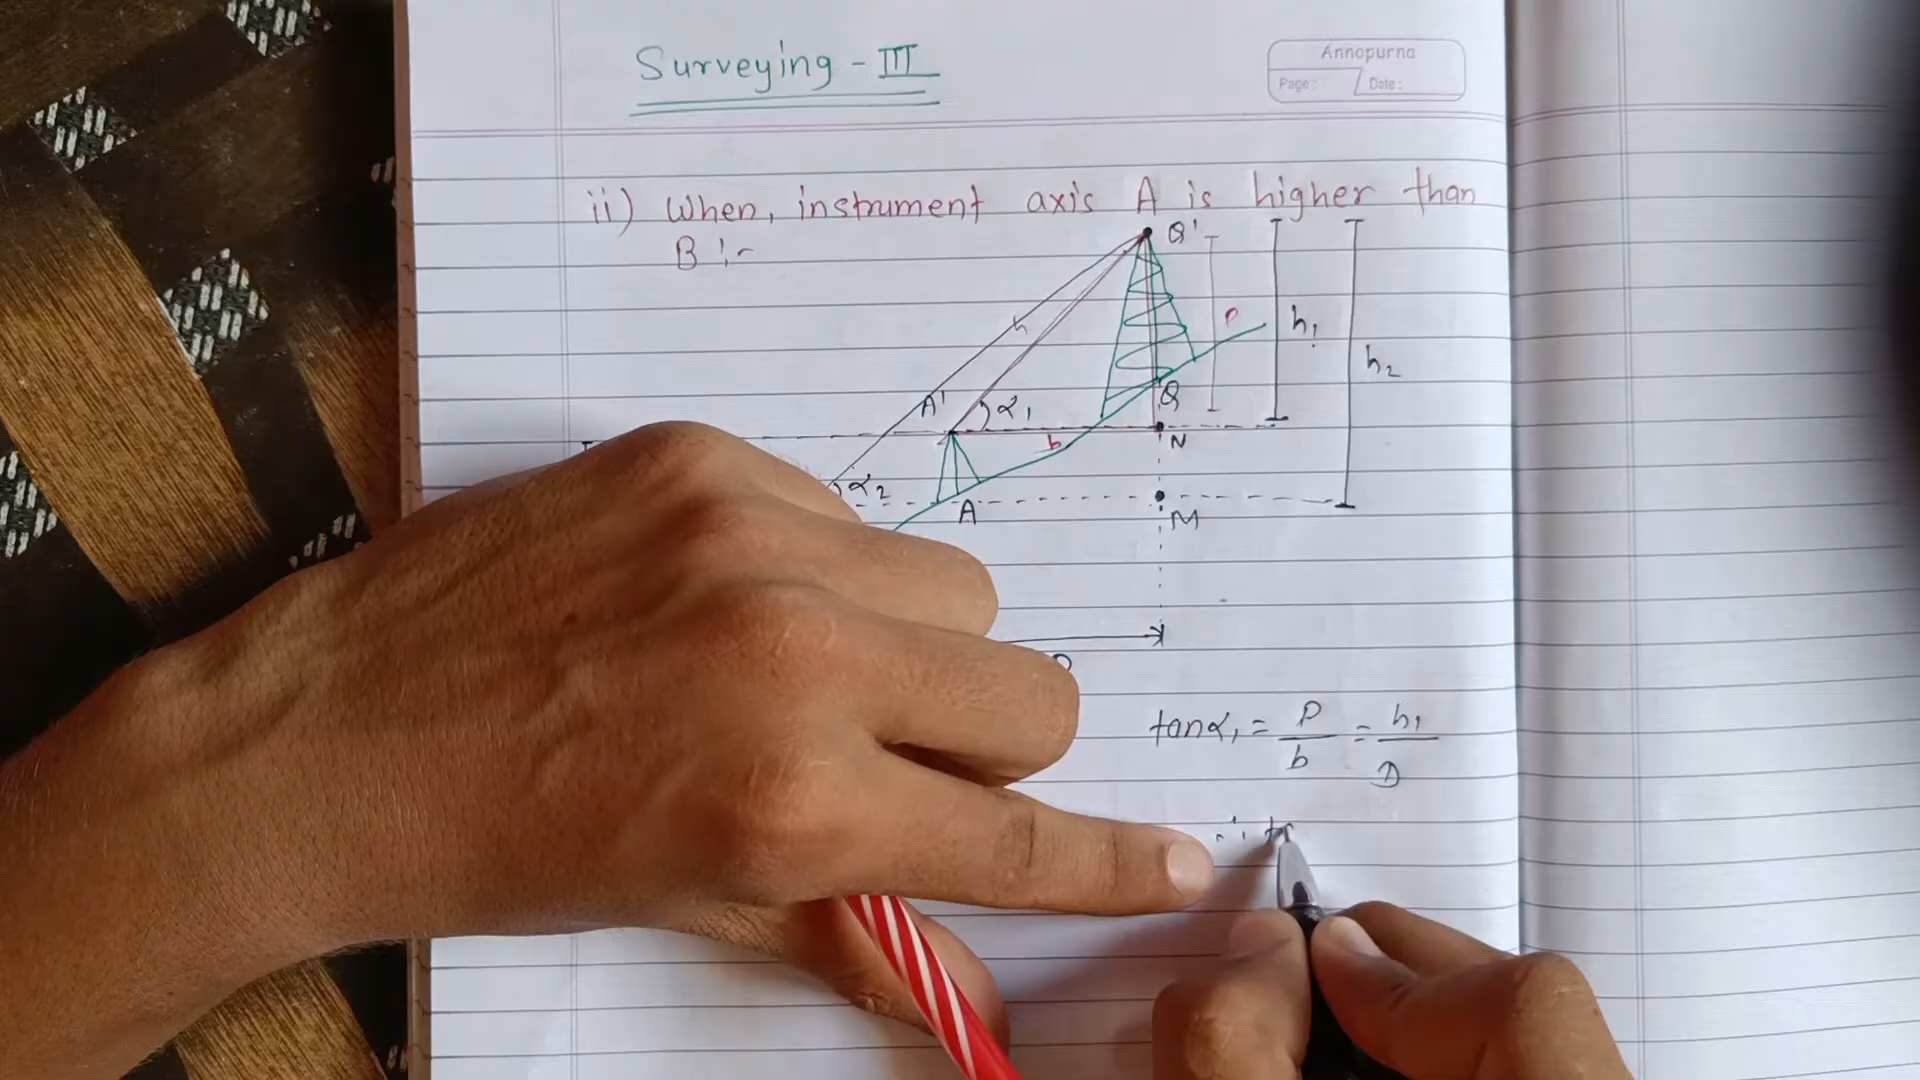 Surveying - III
Annapurna
Page:
Date:
ii) When, instrument axis A is higher than
B :-
Q'
h
p
h₁
h₂
A'
α₁
Q
b
N
α₂
A
M
D
tanα₁ = P/b = h₁/D